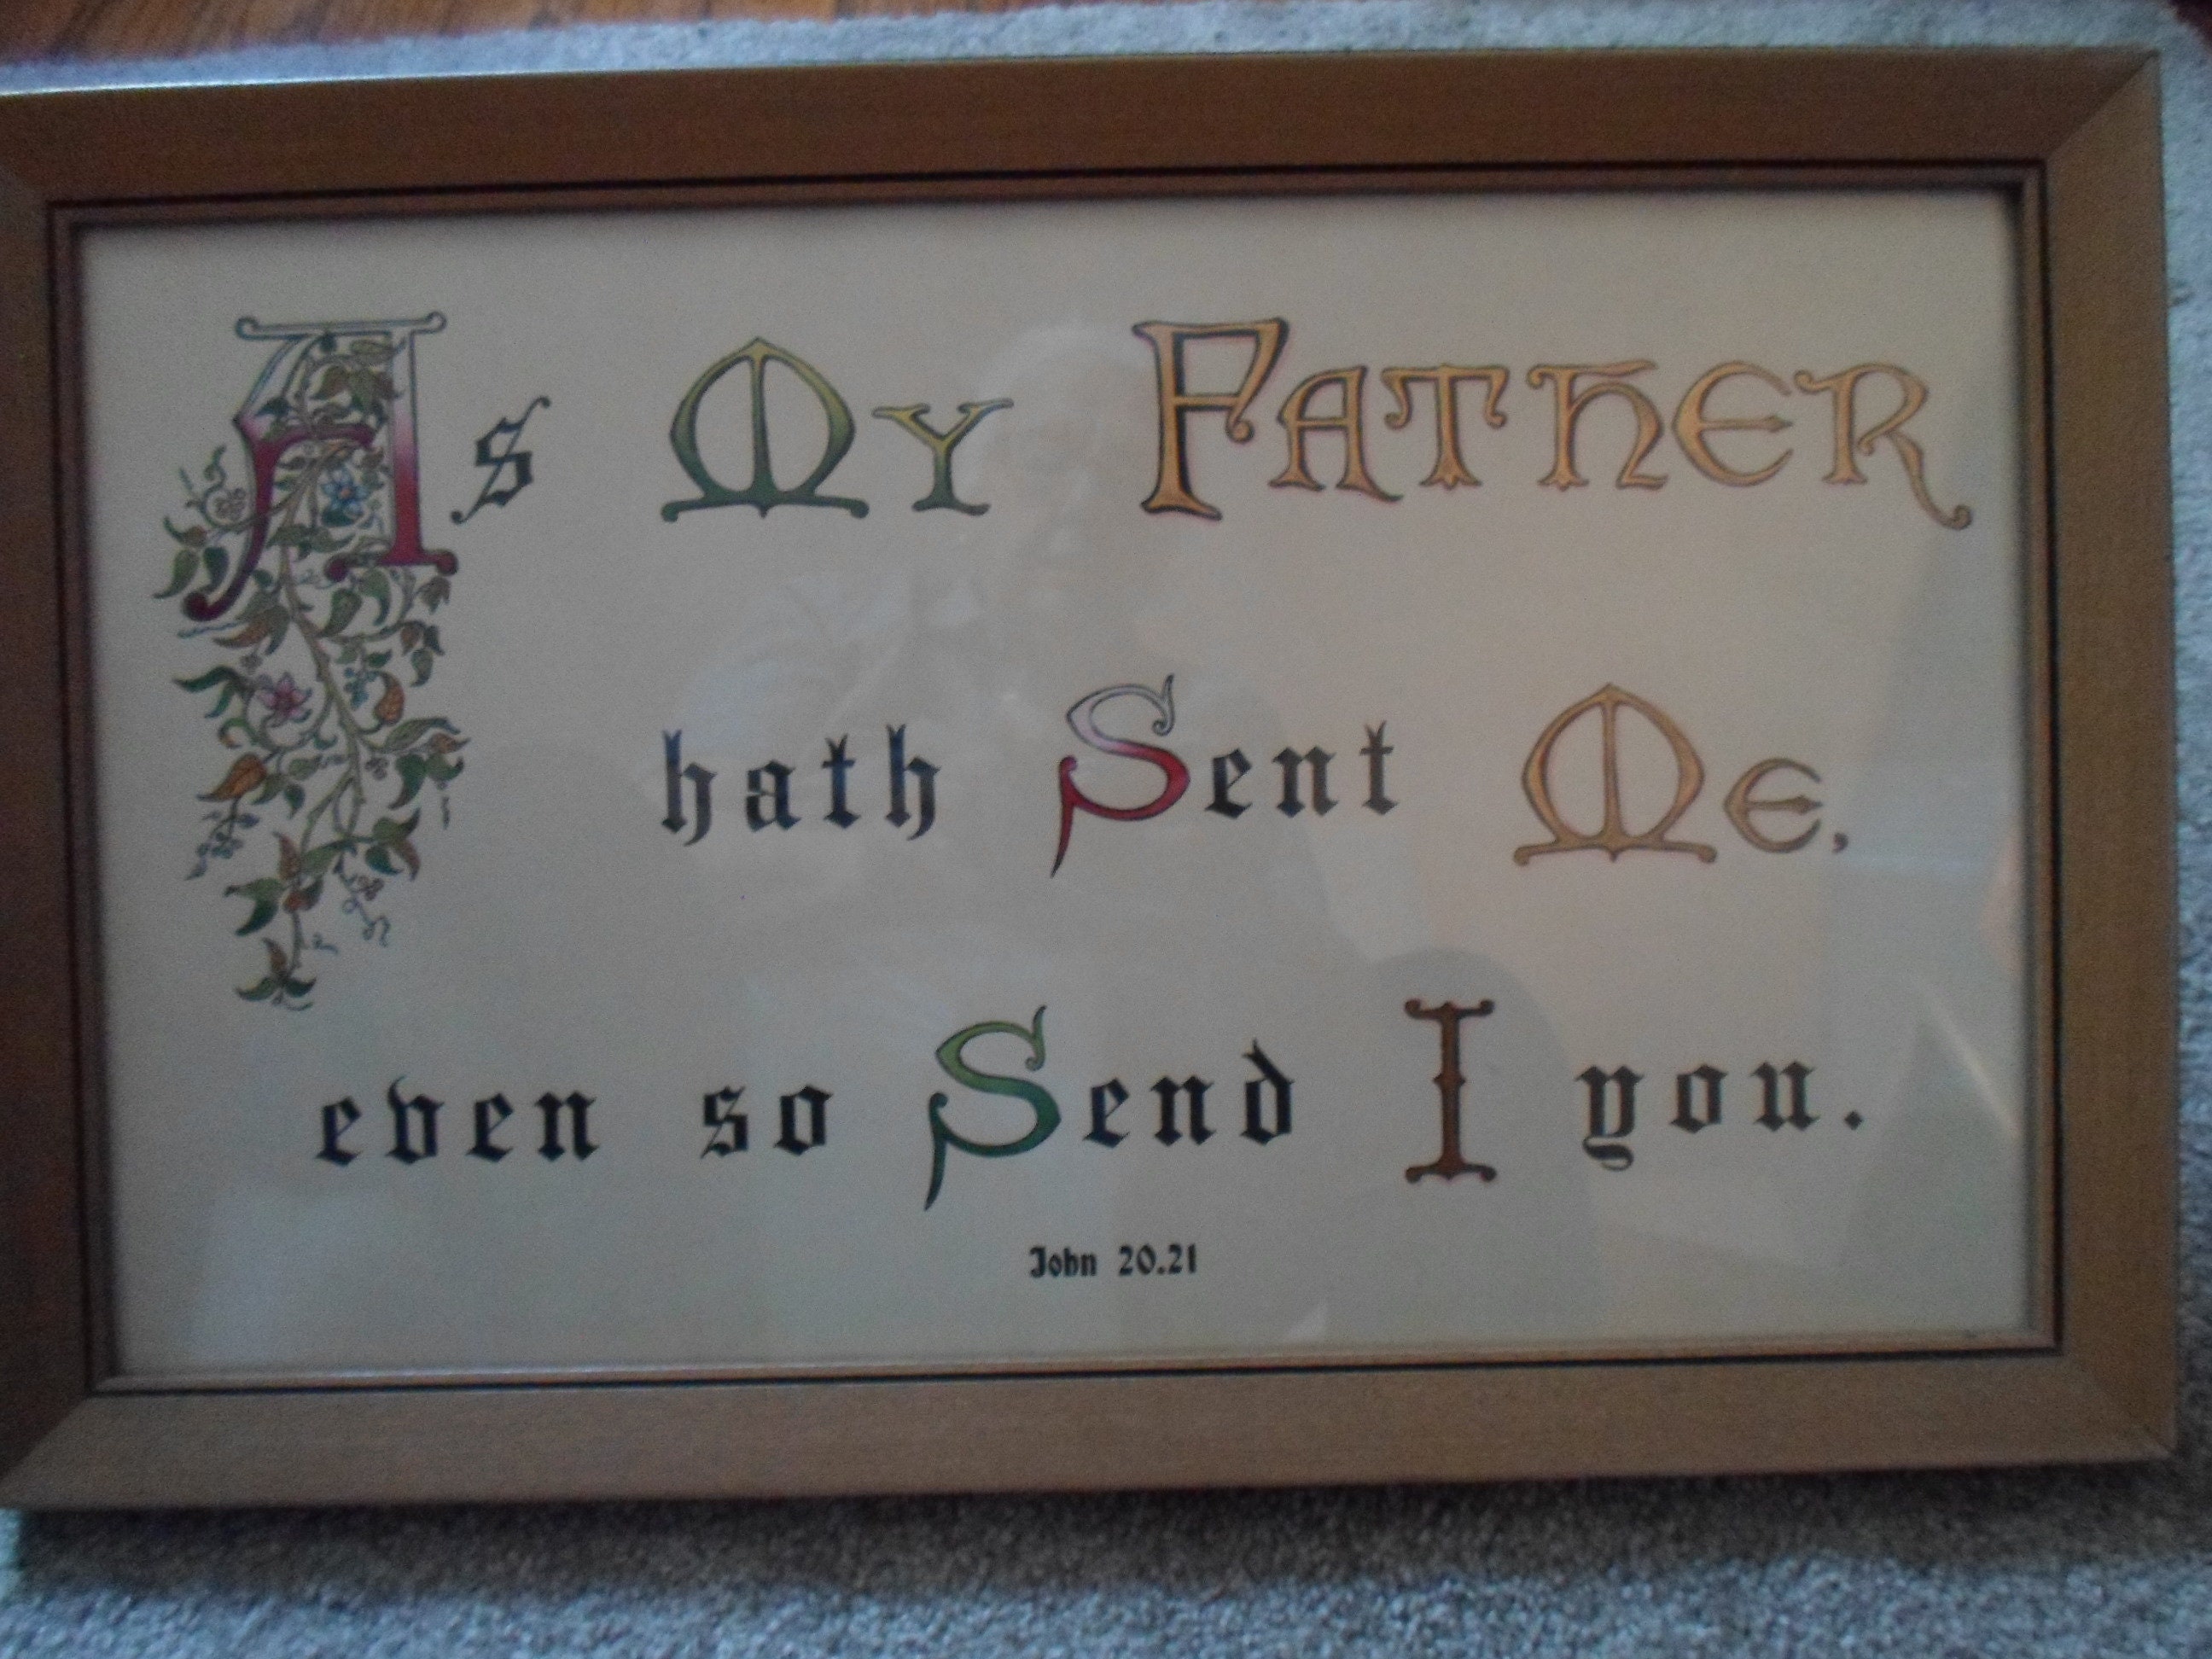 As My Father
hath Sent Me,
even so Send I you.
John 20.21